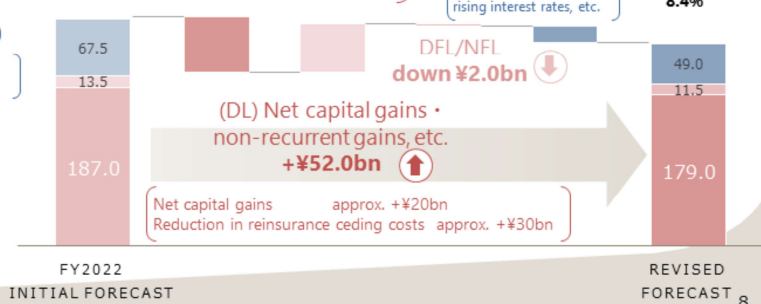 rising interest rates, etc.
8.4%
67.5
13.5
187.0
DFL/NFL
down ¥2.0bn
49.0
11.5
179.0
(DL) Net capital gains・
non-recurrent gains, etc.
+¥52.0bn
Net capital gains approx. +¥20bn
Reduction in reinsurance ceding costs approx. +¥30bn
FY2022
INITIAL FORECAST
REVISED
FORECAST
8